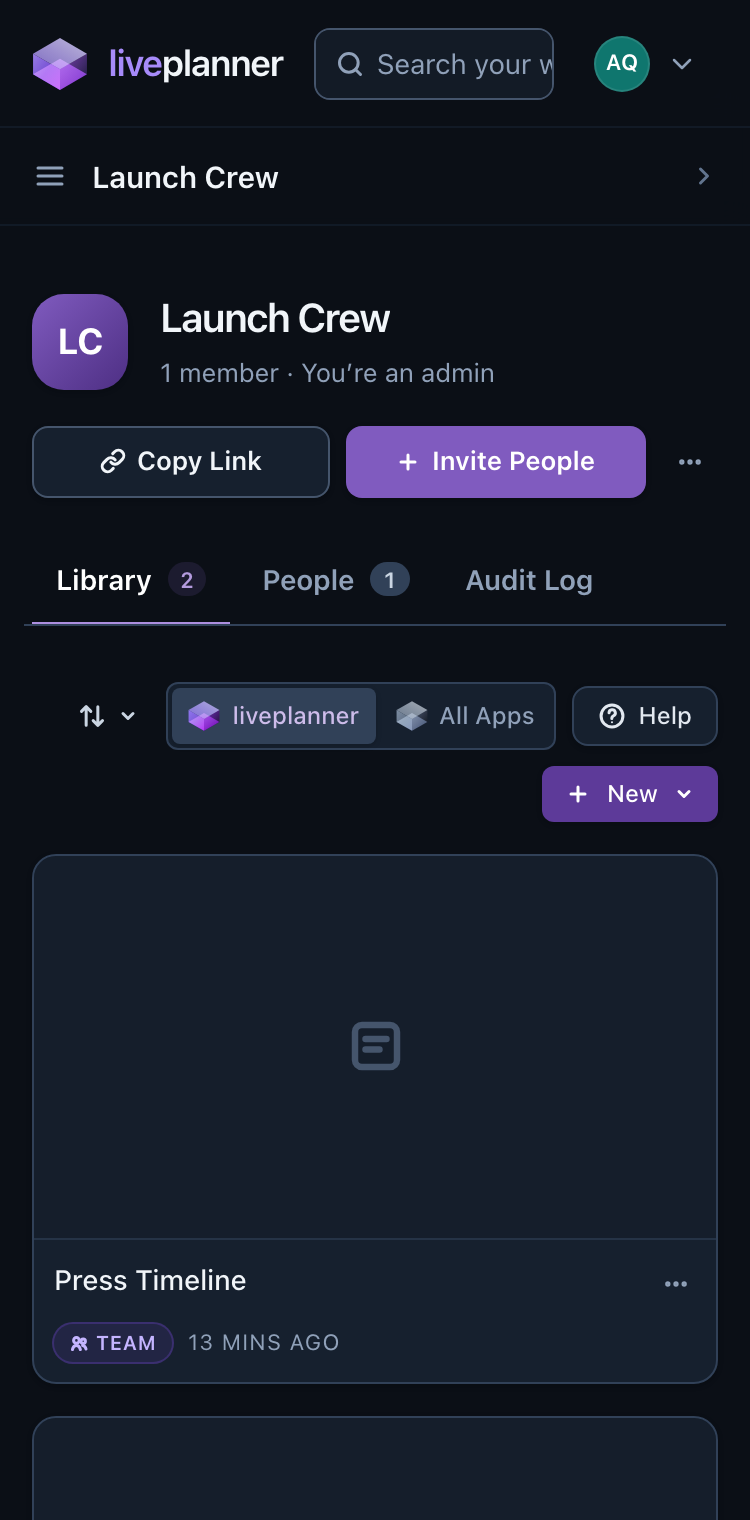 liveplanner
Search your w
AQ
Launch Crew
LC
Launch Crew
1 member · You’re an admin
Copy Link
+ Invite People
Library 2
People 1
Audit Log
liveplanner
All Apps
Help
+ New
Press Timeline
TEAM
13 MINS AGO